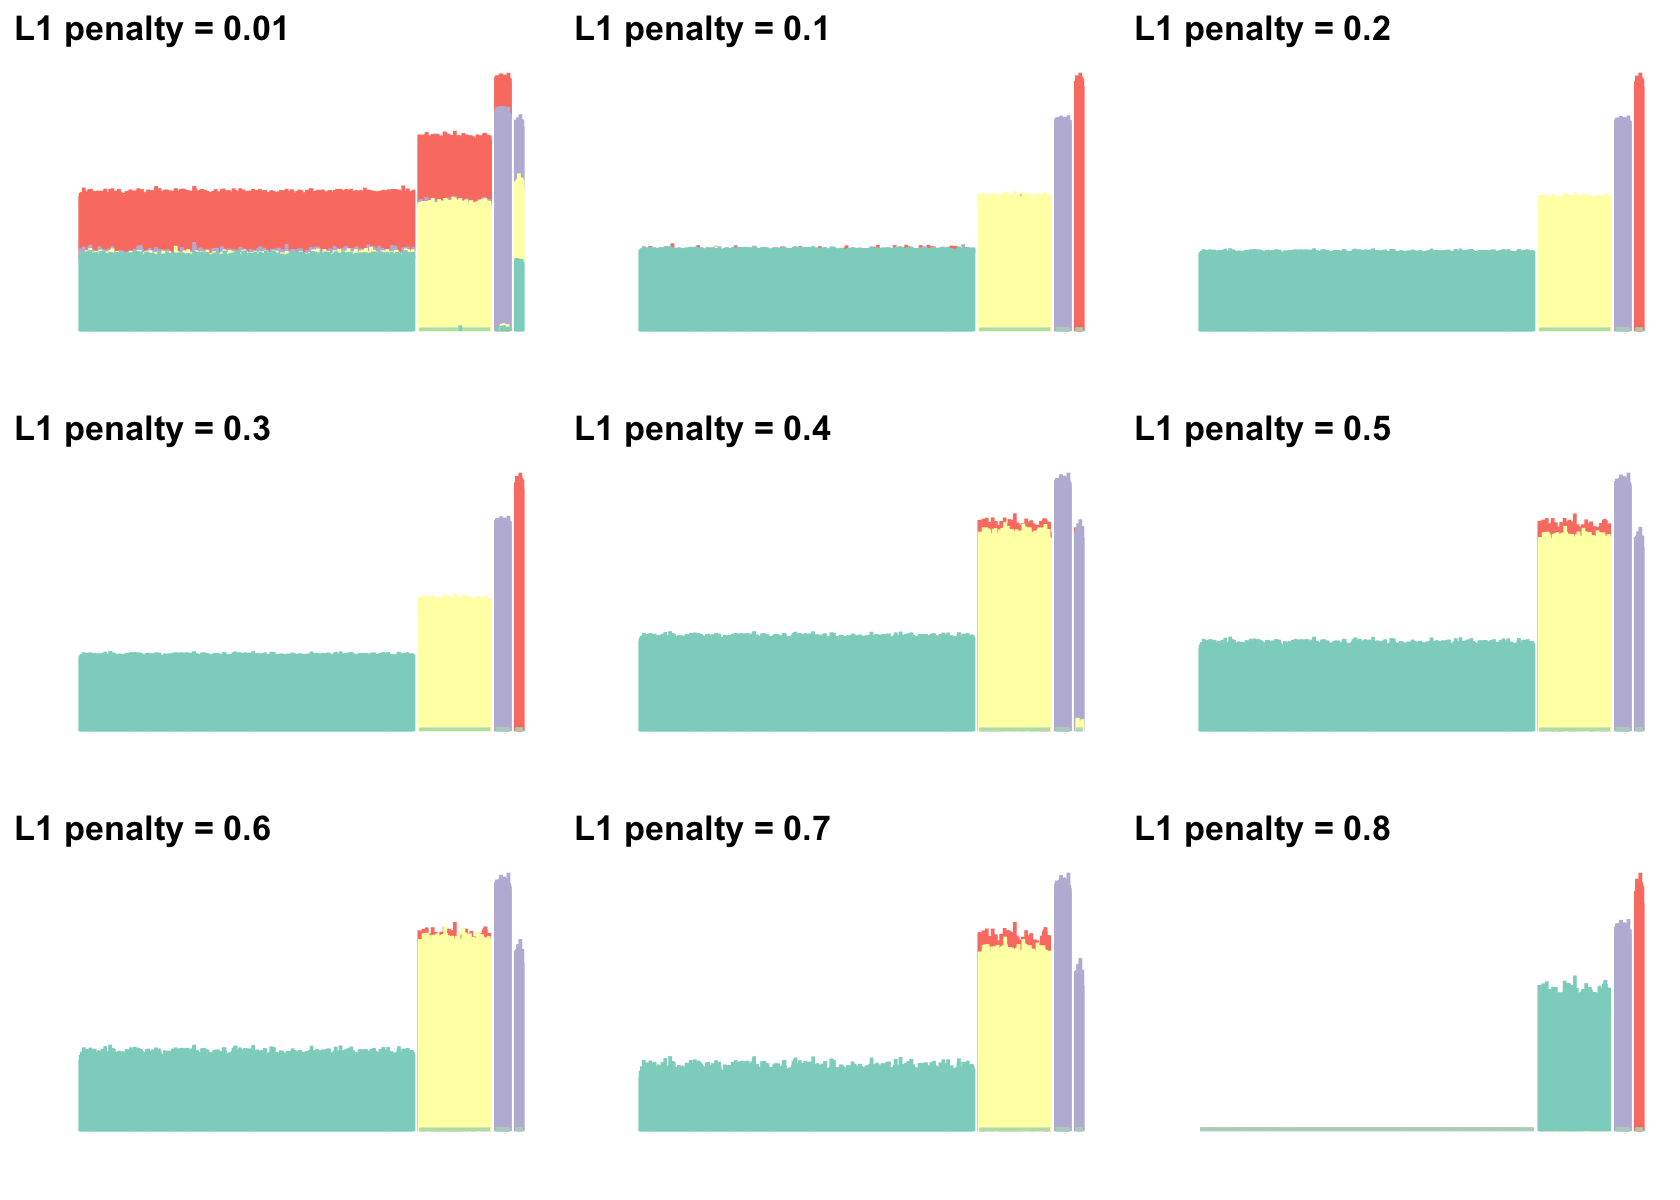 L1 penalty = 0.01
L1 penalty = 0.1
L1 penalty = 0.2
L1 penalty = 0.3
L1 penalty = 0.4
L1 penalty = 0.5
L1 penalty = 0.6
L1 penalty = 0.7
L1 penalty = 0.8